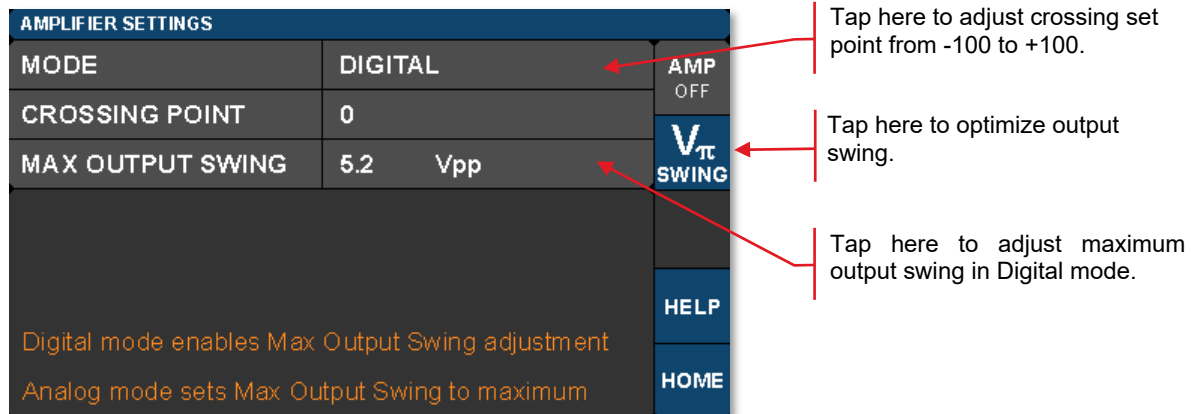 AMPLIFIER SETTINGS
MODE DIGITAL
CROSSING POINT 0
MAX OUTPUT SWING 5.2 Vpp
Digital mode enables Max Output Swing adjustment
Analog mode sets Max Output Swing to maximum
AMP
OFF
Vπ
SWING
HELP
HOME
Tap here to adjust crossing set
point from -100 to +100.
Tap here to optimize output
swing.
Tap here to adjust maximum
output swing in Digital mode.